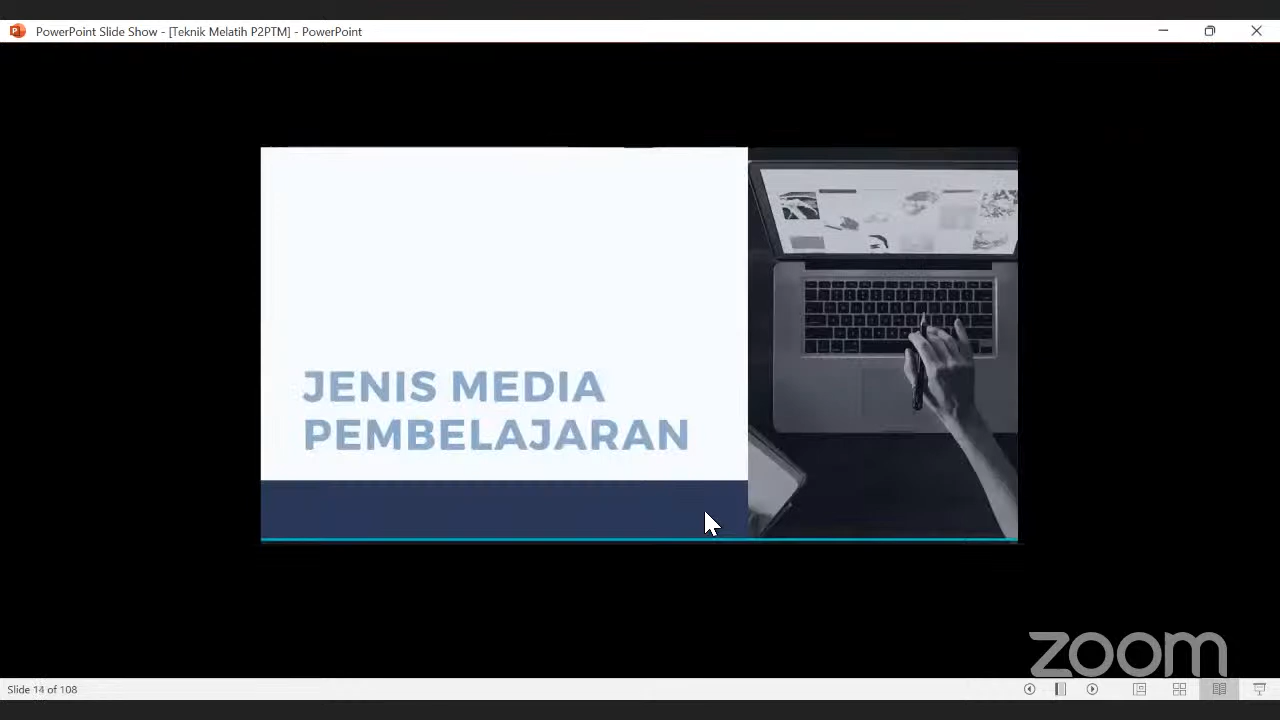 PowerPoint Slide Show - [Teknik Melatih P2PTM] - PowerPoint
JENIS MEDIA
PEMBELAJARAN
zoom
Slide 14 of 108